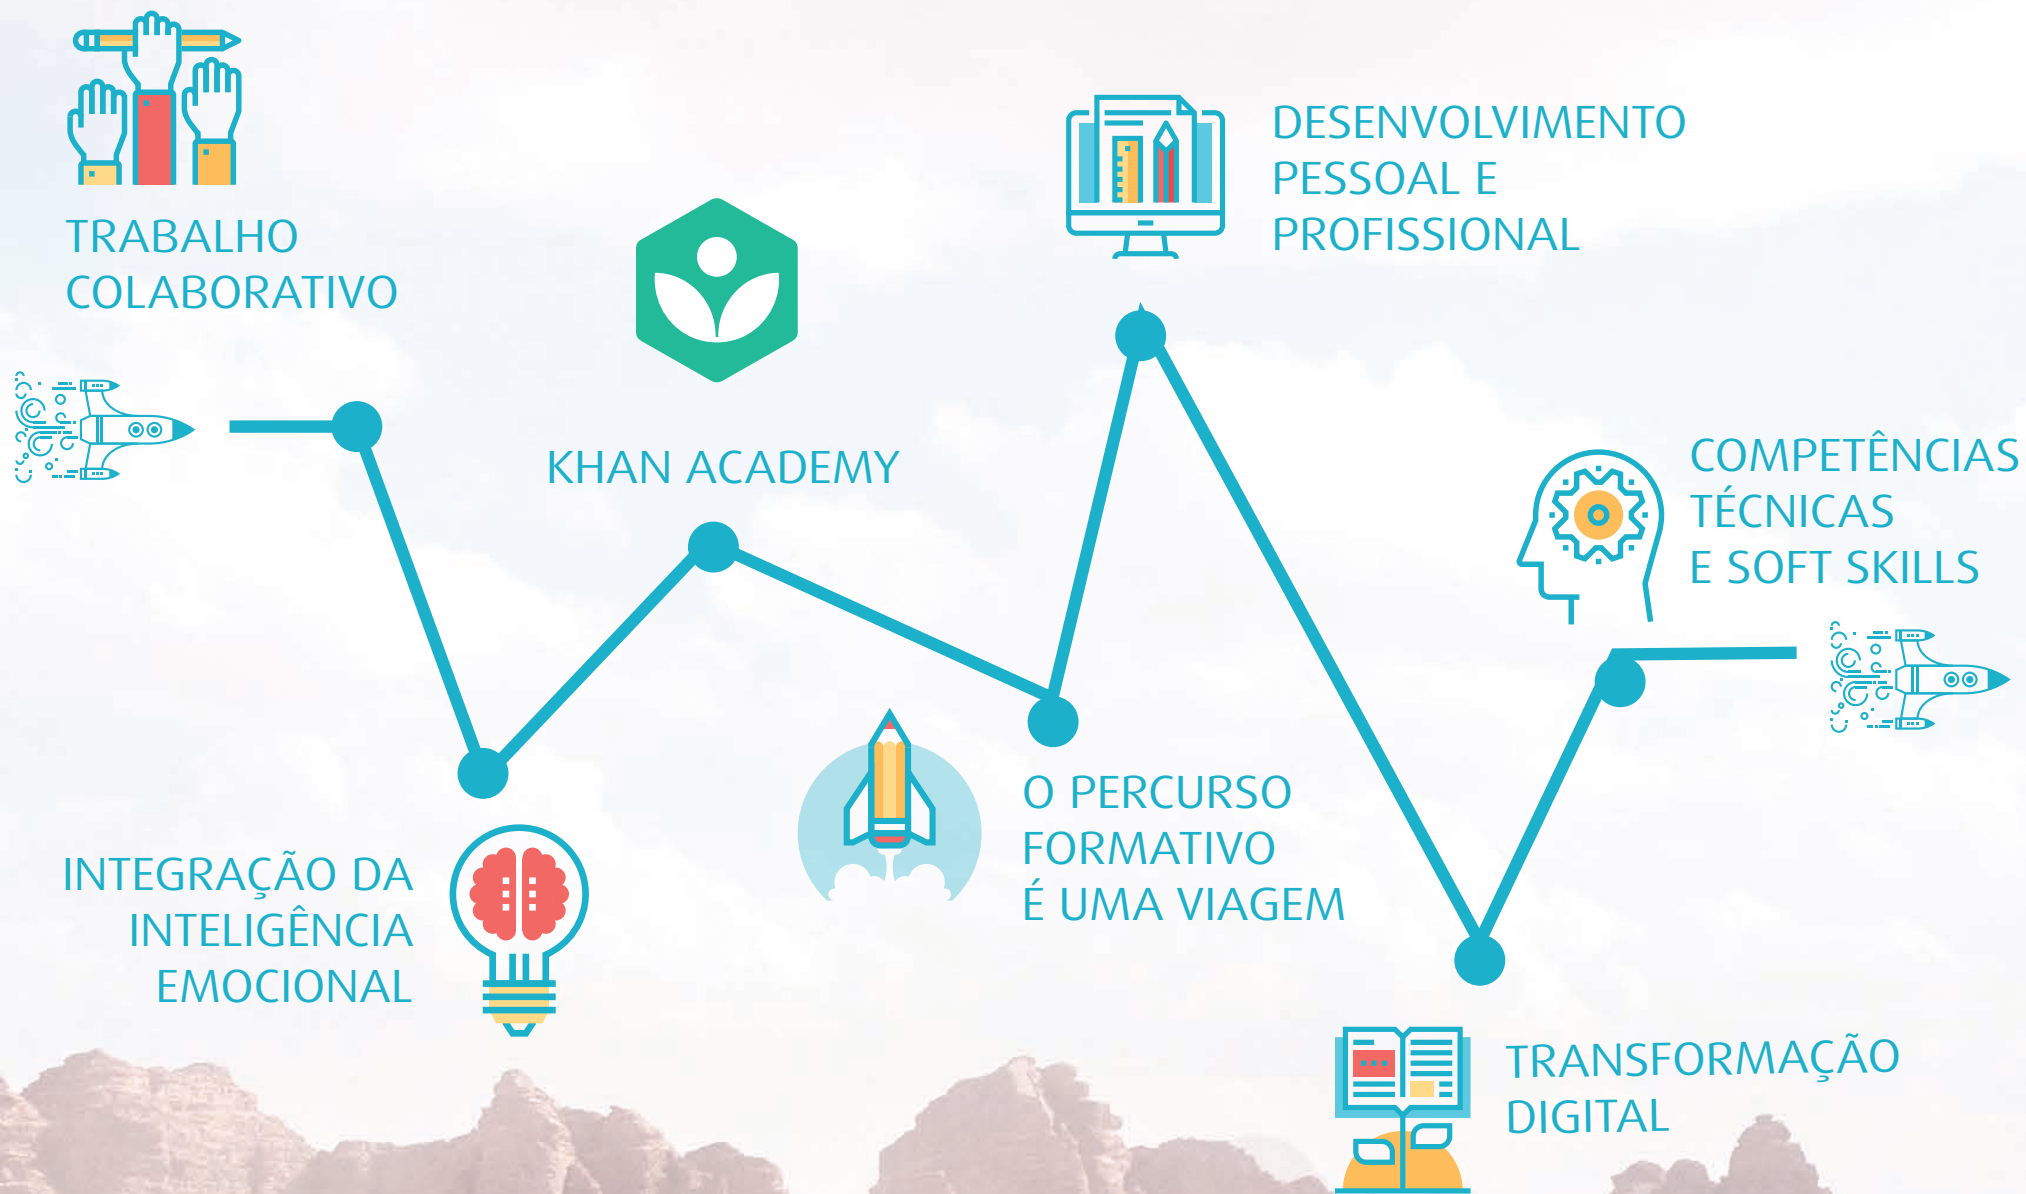 TRABALHO
COLABORATIVO
INTEGRAÇÃO DA
INTELIGÊNCIA
EMOCIONAL
KHAN ACADEMY
O PERCURSO
FORMATIVO
É UMA VIAGEM
DESENVOLVIMENTO
PESSOAL E
PROFISSIONAL
TRANSFORMAÇÃO
DIGITAL
COMPETÊNCIAS
TÉCNICAS
E SOFT SKILLS